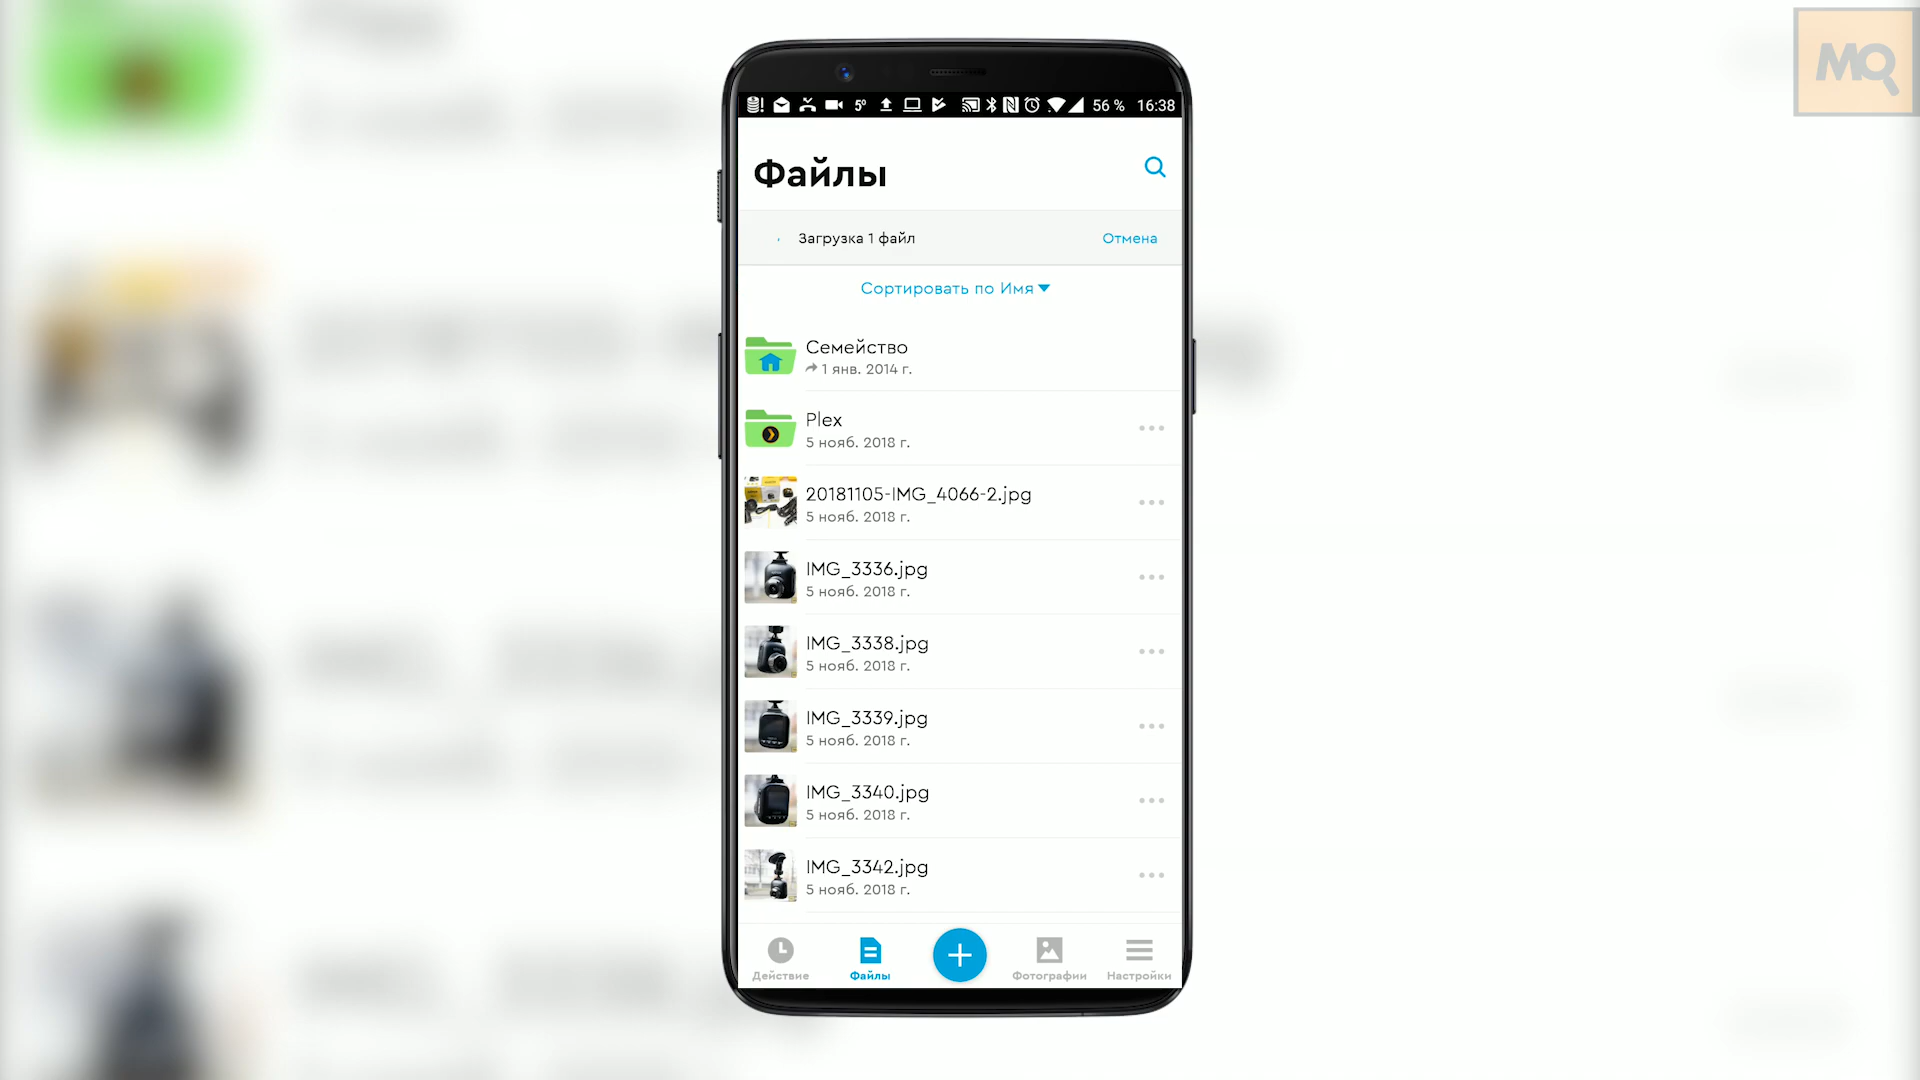 MQ
5° 56 % 16:38
Файлы
Загрузка 1 файл Отмена
Сортировать по Имя
Семейство
1 янв. 2014 г.
Plex
5 нояб. 2018 г.
20181105-IMG_4066-2.jpg
5 нояб. 2018 г.
IMG_3336.jpg
5 нояб. 2018 г.
IMG_3338.jpg
5 нояб. 2018 г.
IMG_3339.jpg
5 нояб. 2018 г.
IMG_3340.jpg
5 нояб. 2018 г.
IMG_3342.jpg
5 нояб. 2018 г.
Действие Файлы Фотографии Настройки